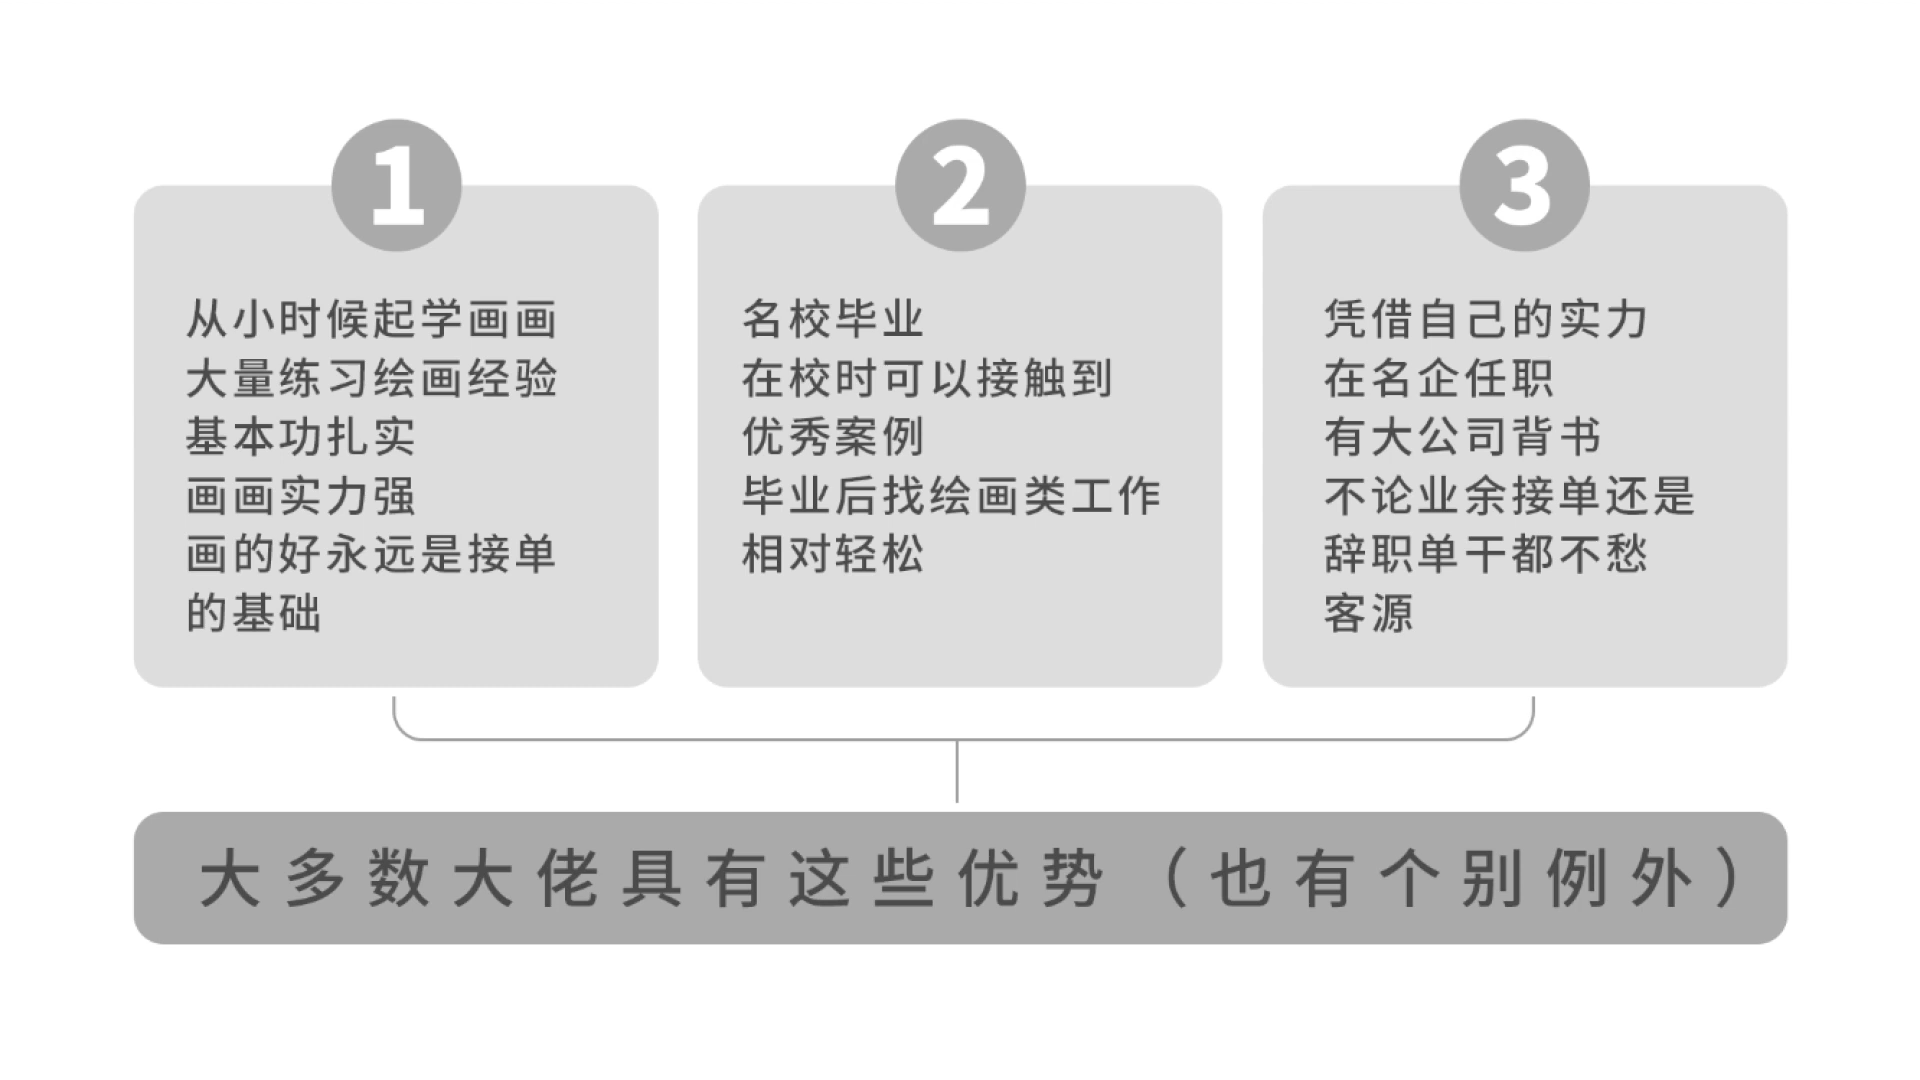 1
从小时候起学画画
大量练习绘画经验
基本功扎实
画画实力强
画的好永远是接单
的基础
2
名校毕业
在校时可以接触到
优秀案例
毕业后找绘画类工作
相对轻松
3
凭借自己的实力
在名企任职
有大公司背书
不论业余接单还是
辞职单干都不愁
客源
大多数大佬具有这些优势（也有个别例外）